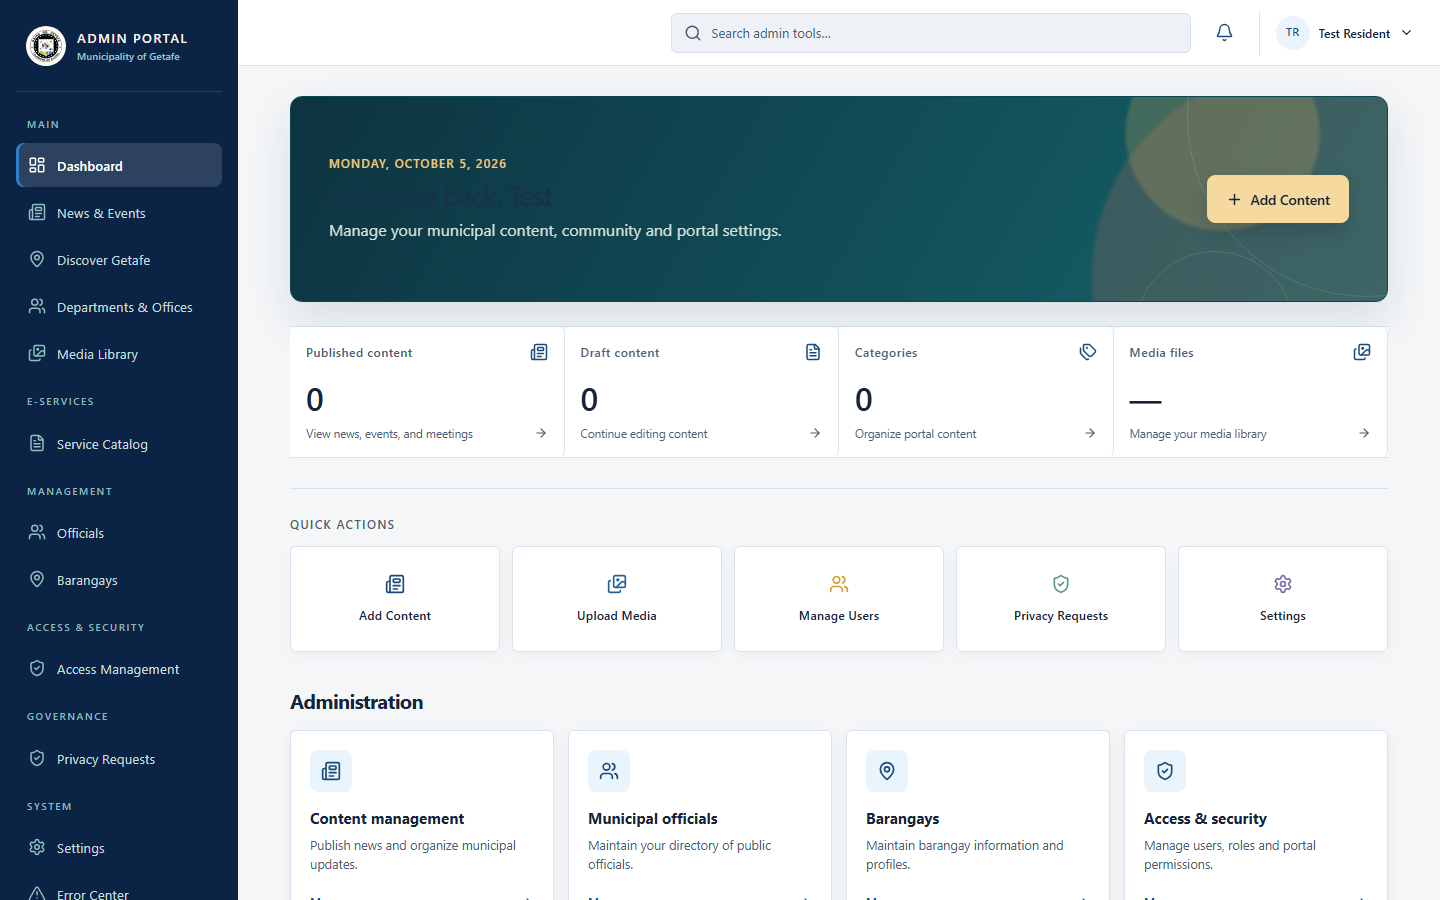 ADMIN PORTAL
Municipality of Getafe
Search admin tools...
TR
Test Resident
MAIN
Dashboard
News & Events
Discover Getafe
Departments & Offices
Media Library
E-SERVICES
Service Catalog
MANAGEMENT
Officials
Barangays
ACCESS & SECURITY
Access Management
GOVERNANCE
Privacy Requests
SYSTEM
Settings
Error Center
MONDAY, OCTOBER 5, 2026
Welcome back, Test
Manage your municipal content, community and portal settings.
Add Content
Published content
0
View news, events, and meetings
Draft content
0
Continue editing content
Categories
0
Organize portal content
Media files
—
Manage your media library
QUICK ACTIONS
Add Content
Upload Media
Manage Users
Privacy Requests
Settings
Administration
Content management
Publish news and organize municipal
updates.
Municipal officials
Maintain your directory of public
officials.
Barangays
Maintain barangay information and
profiles.
Access & security
Manage users, roles and portal
permissions.